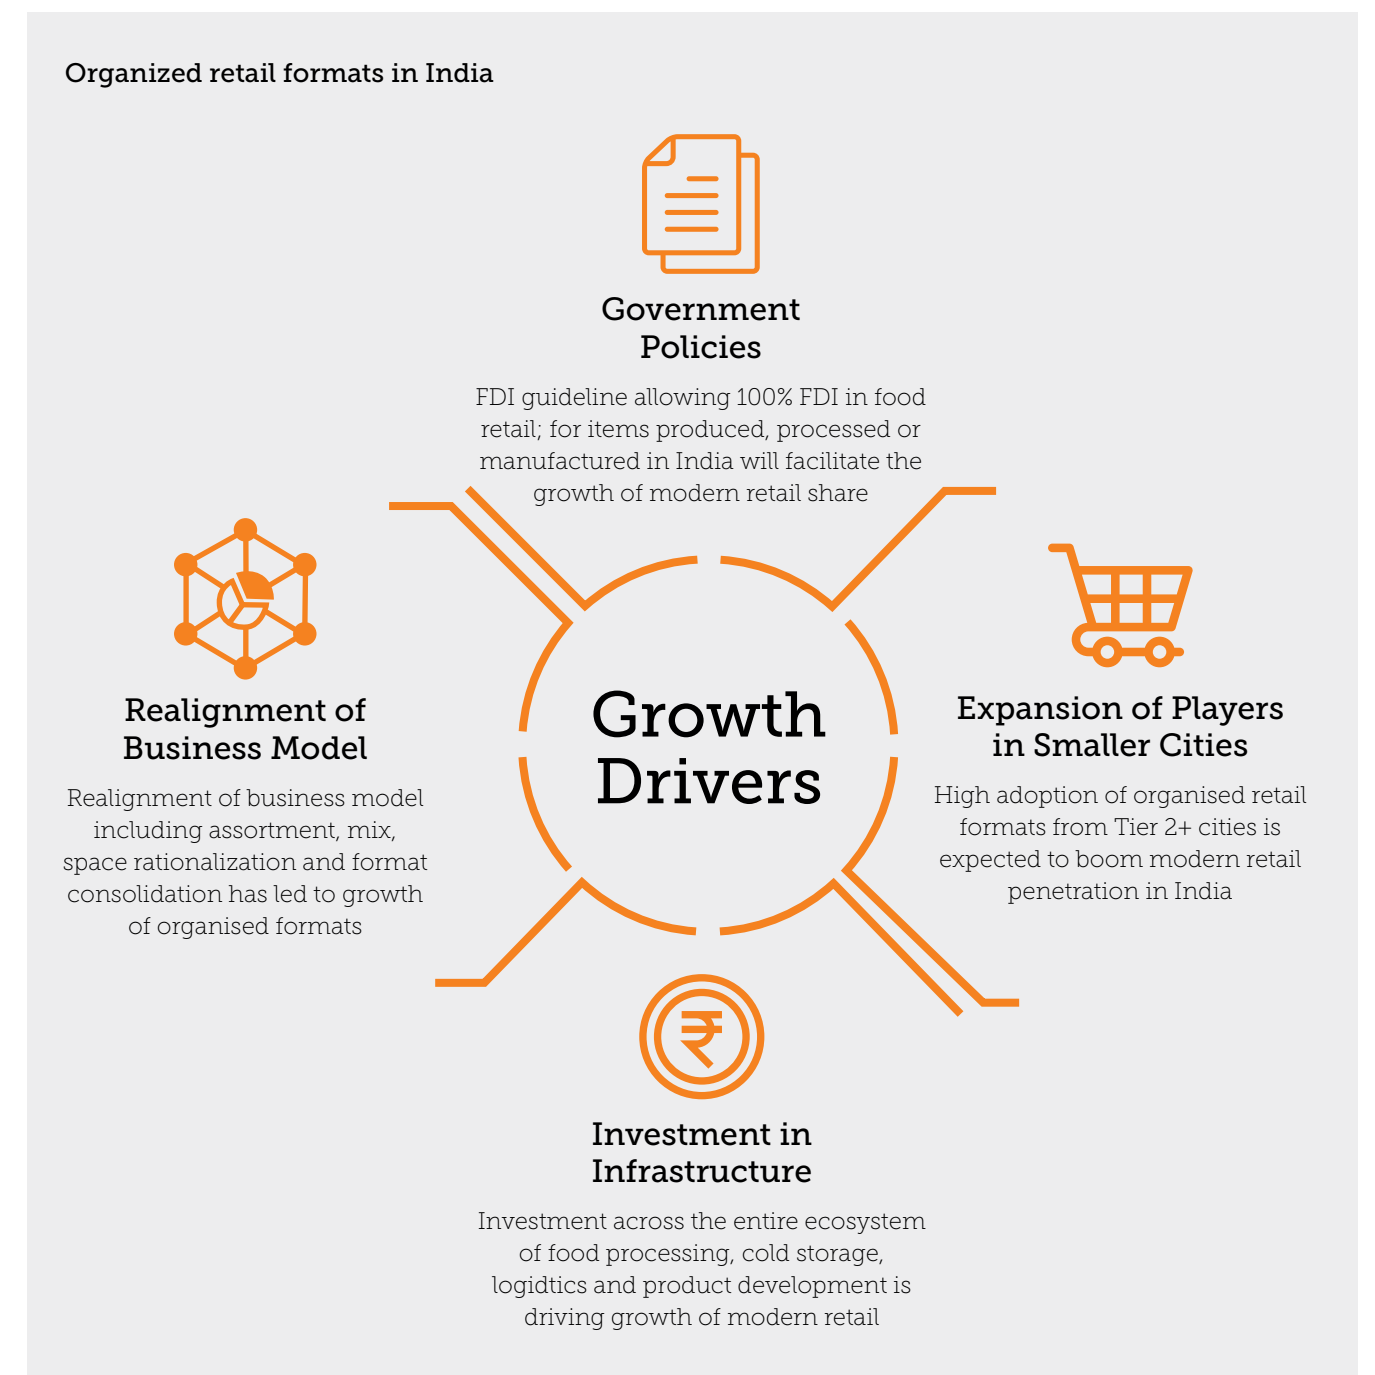 Organized retail formats in India
Government
Policies
FDI guideline allowing 100% FDI in food
retail; for items produced, processed or
manufactured in India will facilitate the
growth of modern retail share
Realignment of
Business Model
Realignment of business model
including assortment, mix,
space rationalization and format
consolidation has led to growth
of organised formats
Growth
Drivers
Expansion of Players
in Smaller Cities
High adoption of organised retail
formats from Tier 2+ cities is
expected to boom modern retail
penetration in India
₹
Investment in
Infrastructure
Investment across the entire ecosystem
of food processing, cold storage,
logidtics and product development is
driving growth of modern retail